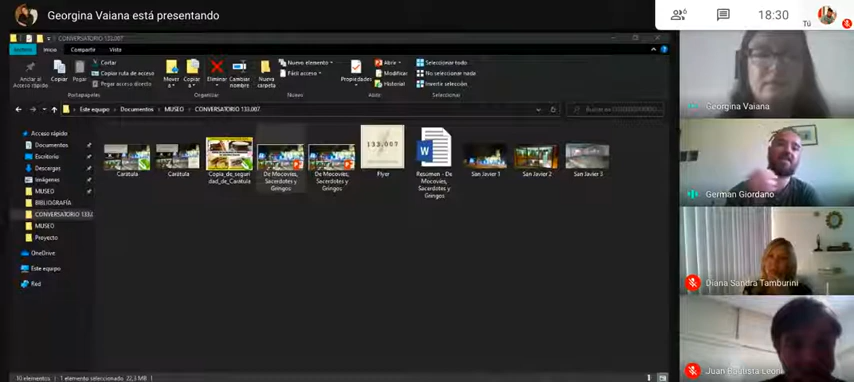 Georgina Vaiana está presentando
6
18:30
Tú
CONVERSATORIO 133.007
Archivo
Inicio
Compartir
Vista
Anclar al Acceso rápido
Copiar
Pegar
Cortar
Copiar ruta de acceso
Pegar acceso directo
Portapapeles
Mover a
Copiar a
Eliminar
Cambiar nombre
Organizar
Nueva carpeta
Nuevo elemento
Fácil acceso
Nuevo
Propiedades
Abrir
Modificar
Historial
Abrir
Seleccionar todo
No seleccionar nada
Invertir selección
Seleccionar
Este equipo > Documentos > MUSEO > CONVERSATORIO 133.007
Acceso rápido
Documentos
Escritorio
Descargas
Imágenes
MUSEO
BIBLIOGRAFÍA
CONVERSATORIO 133.0
MUSEO
Proyecto
OneDrive
Este equipo
Red
Carátula
Carátula
Copia_de_seguri
dad_de_Carátula
De Mocovíes,
Sacerdotes y
Gringos
De Mocovíes,
Sacerdotes y
Gringos
133.007
Flyer
Resumen - De
Mocovíes,
Sacerdotes y
Gringos
San Javier 1
San Javier 2
San Javier 3
10 elementos
1 elemento seleccionado 22,3 MB
Georgina Vaiana
German Giordano
Diana Sandra Tamburini
Juan Bautista Leoni